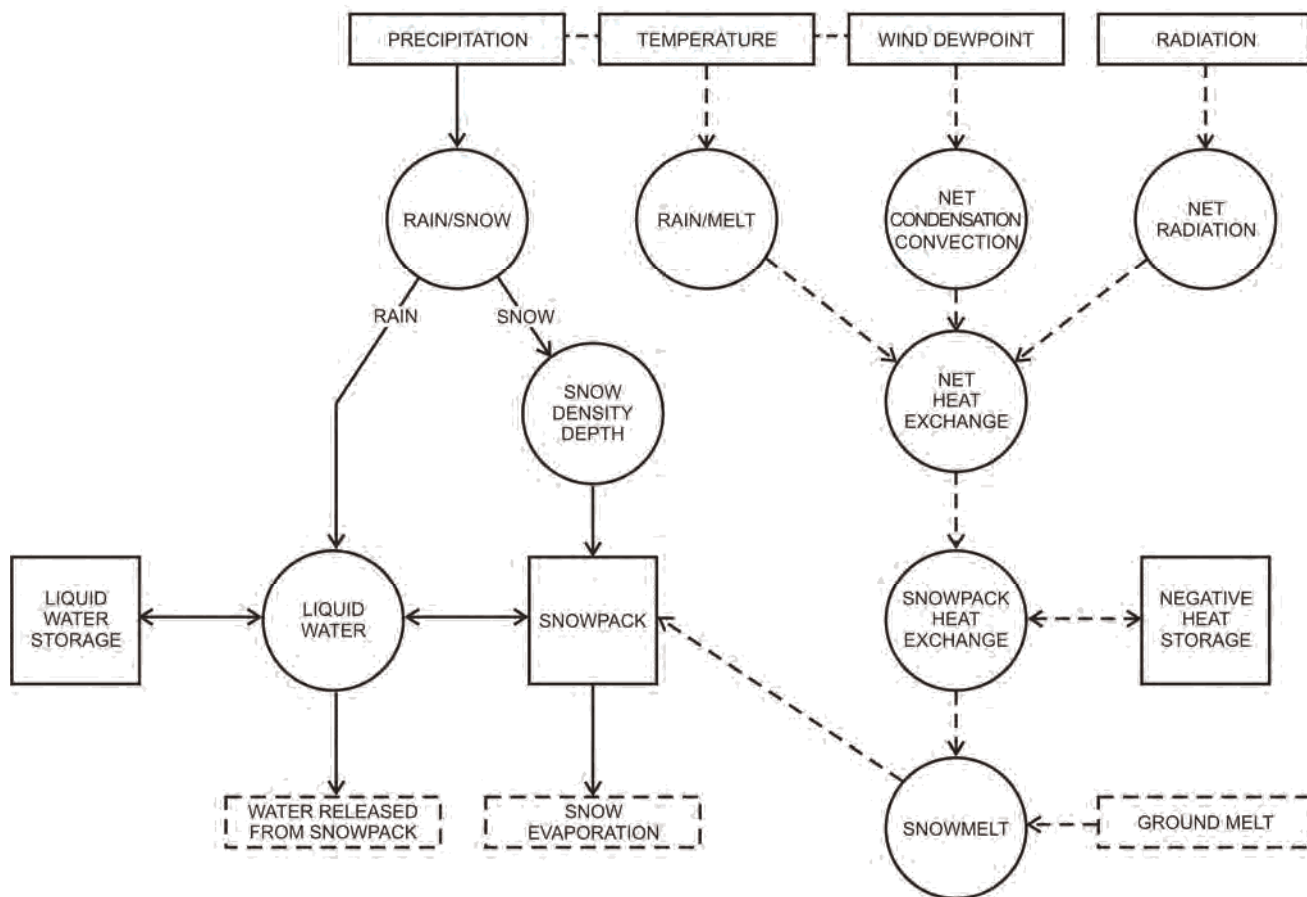 PRECIPITATION
TEMPERATURE
WIND DEWPOINT
RADIATION
RAIN/SNOW
RAIN/MELT
NET
CONDENSATION
CONVECTION
NET
RADIATION
RAIN
SNOW
SNOW
DENSITY
DEPTH
NET
HEAT
EXCHANGE
LIQUID
WATER
STORAGE
LIQUID
WATER
SNOWPACK
SNOWPACK
HEAT
EXCHANGE
NEGATIVE
HEAT
STORAGE
WATER RELEASED
FROM SNOWPACK
SNOW
EVAPORATION
SNOWMELT
GROUND MELT